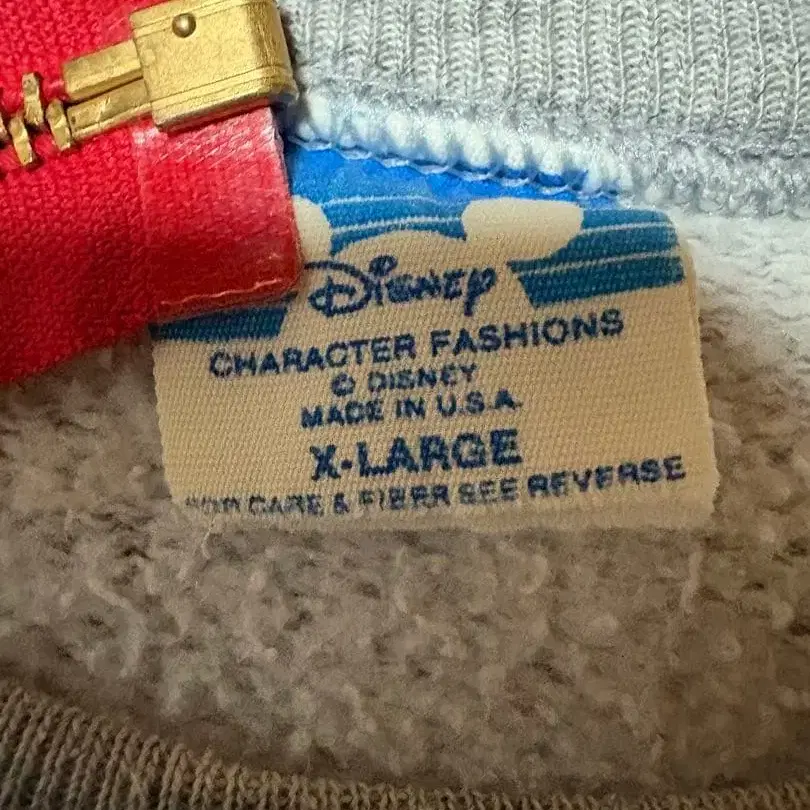 Disney
CHARACTER FASHIONS
© DISNEY
MADE IN U.S.A.
X-LARGE
FOR CARE & FIBER SEE REVERSE